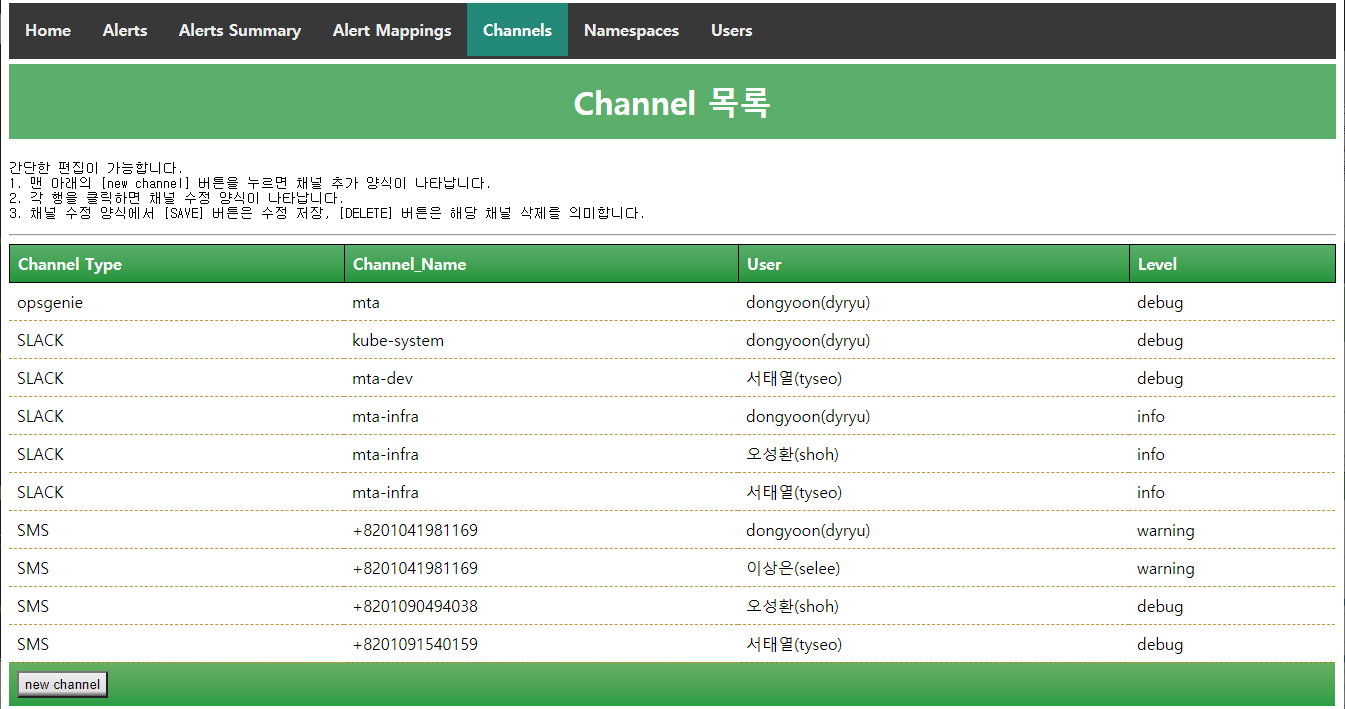 Home Alerts Alerts Summary Alert Mappings Channels Namespaces Users
Channel 목록
간단한 편집이 가능합니다.
1. 맨 아래의 [new channel] 버튼을 누르면 채널 추가 양식이 나타납니다.
2. 각 행을 클릭하면 채널 수정 양식이 나타납니다.
3. 채널 수정 양식에서 [SAVE] 버튼은 수정 저장, [DELETE] 버튼은 해당 채널 삭제를 의미합니다.
Channel Type Channel_Name User Level
opsgenie mta dongyoon(dyryu) debug
SLACK kube-system dongyoon(dyryu) debug
SLACK mta-dev 서태열(tyseo) debug
SLACK mta-infra dongyoon(dyryu) info
SLACK mta-infra 오성환(shoh) info
SLACK mta-infra 서태열(tyseo) info
SMS +8201041981169 dongyoon(dyryu) warning
SMS +8201041981169 이상은(selee) warning
SMS +8201090494038 오성환(shoh) debug
SMS +8201091540159 서태열(tyseo) debug
new channel